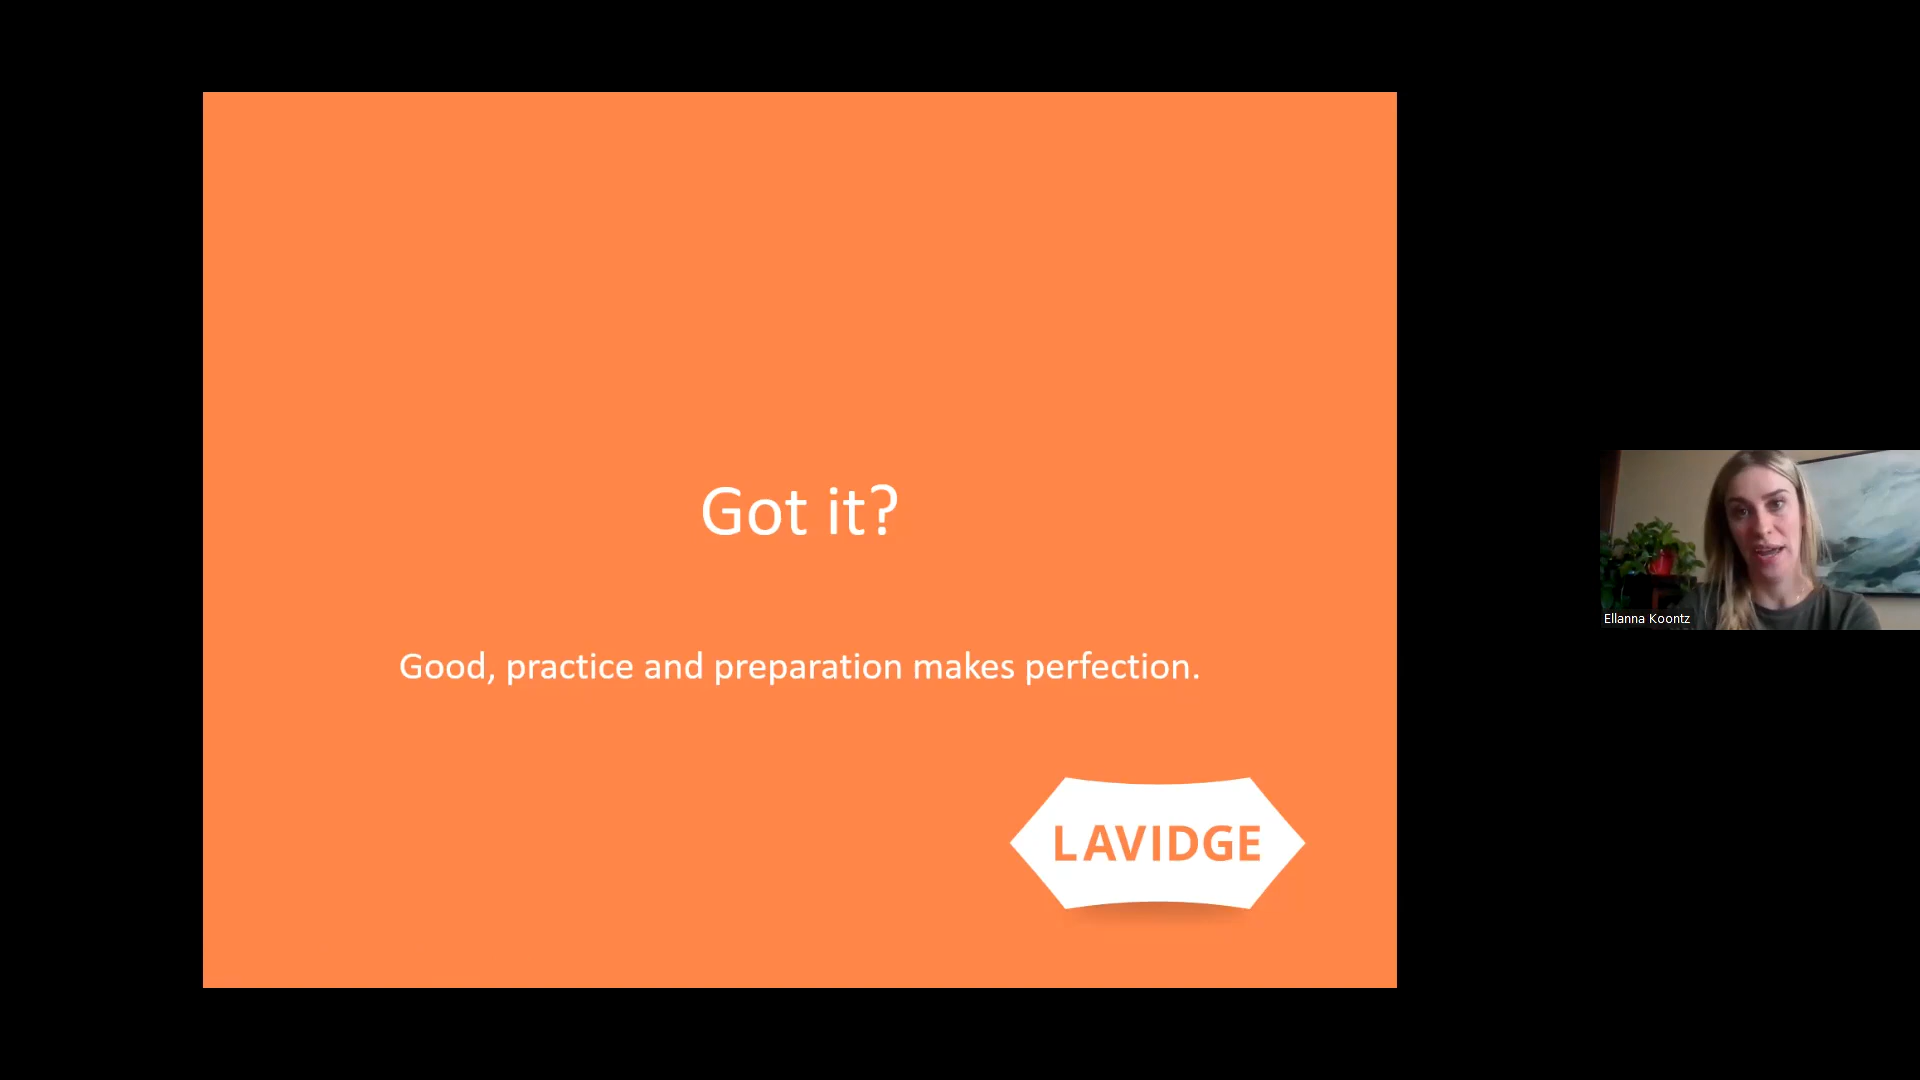 Got it?
Good, practice and preparation makes perfection.
LAVIDGE
Ellanna Koontz